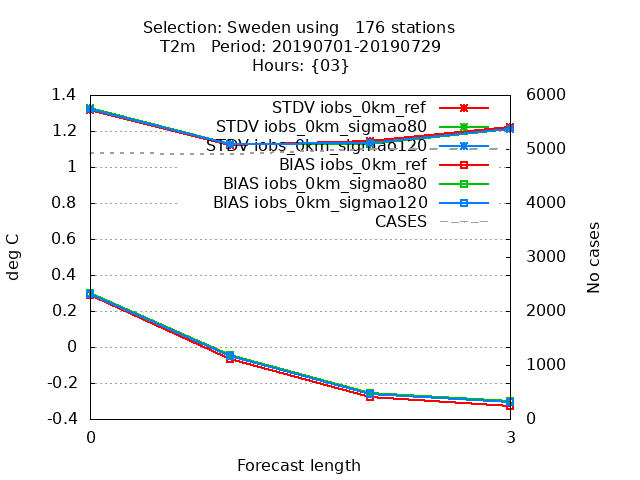 Selection: Sweden using   176 stations
T2m   Period: 20190701-20190729
Hours: {03}
1.4
1.2
1
0.8
0.6
0.4
0.2
0
-0.2
-0.4
deg C
6000
5000
4000
3000
2000
1000
0
No cases
STDV iobs_0km_ref
STDV iobs_0km_sigmao80
STDV iobs_0km_sigmao120
BIAS iobs_0km_ref
BIAS iobs_0km_sigmao80
BIAS iobs_0km_sigmao120
CASES
0
3
Forecast length